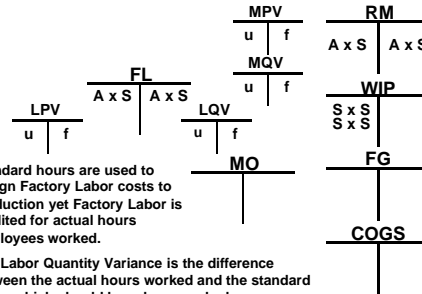 MPV
u f
RM
A x S A x S
MQV
u f
FL
A x S A x S
WIP
S x S
S x S
LPV
u f
LQV
u f
MO
FG
COGS
ndard hours are used to
gn Factory Labor costs to
duction yet Factory Labor is
dited for actual hours
ployees worked.
Labor Quantity Variance is the difference
ween the actual hours worked and the standard